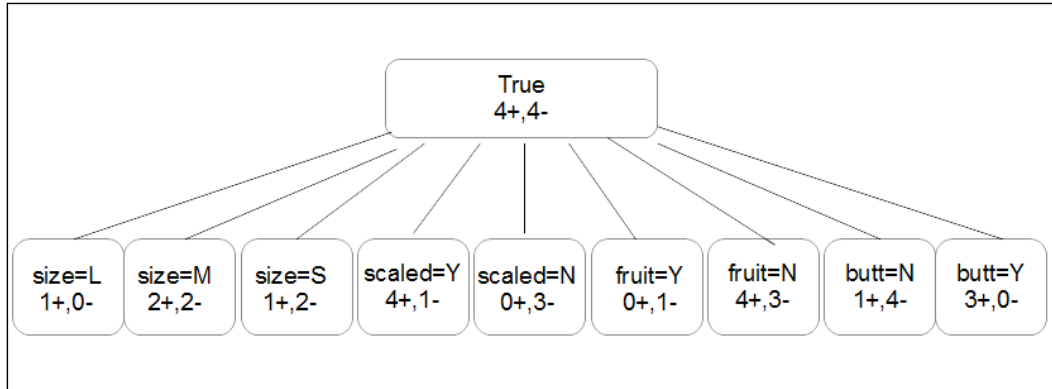 True
4+,4-
size=L
1+,0-
size=M
2+,2-
size=S
1+,2-
scaled=Y
4+,1-
scaled=N
0+,3-
fruit=Y
0+,1-
fruit=N
4+,3-
butt=N
1+,4-
butt=Y
3+,0-